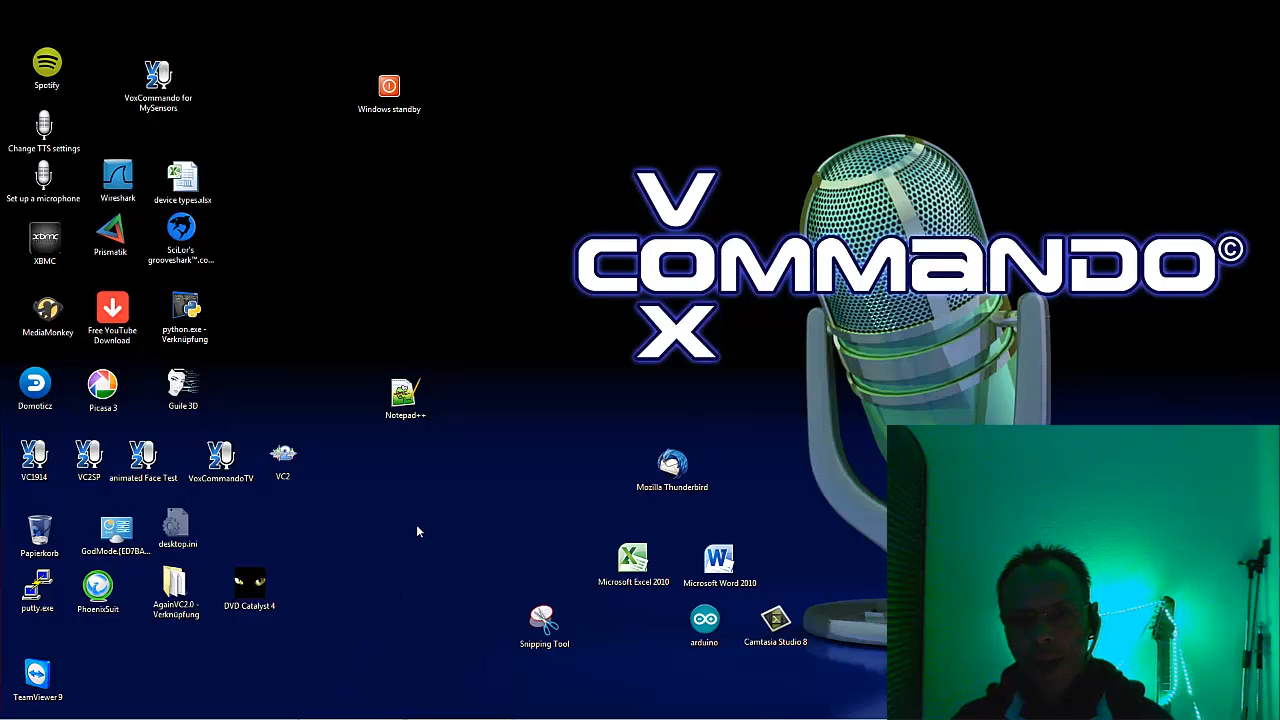 Spotify
VoxCommando for
MySensors
Windows standby
Change TTS settings
Set up a microphone
Wireshark
device types.xlsx
xbmc
XBMC
Prismatik
SciLor's
grooveshark™.co...
MediaMonkey
Free YouTube
Download
python.exe -
Verknüpfung
V
COMMANDO©
X
Domoticz
Picasa 3
Guile 3D
Notepad++
VC1914
VC2SP
animated Face Test
VoxCommandoTV
VC2
Mozilla Thunderbird
Papierkorb
GodMode.{ED7BA...
desktop.ini
Microsoft Excel 2010
Microsoft Word 2010
putty.exe
PhoenixSuit
AgainVC2.0 -
Verknüpfung
DVD Catalyst 4
Snipping Tool
arduino
Camtasia Studio 8
TeamViewer 9